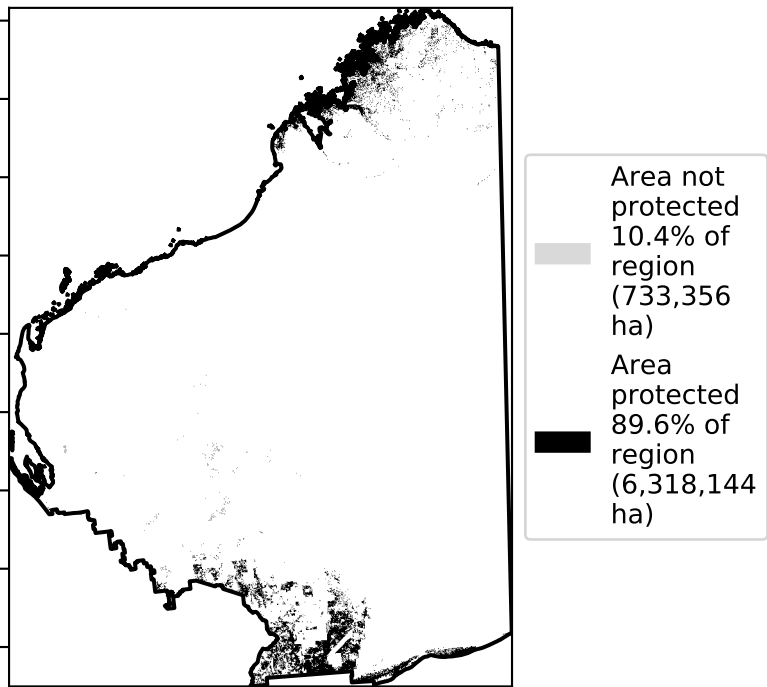 Area not
protected
10.4% of
region
(733,356
ha)
Area
protected
89.6% of
region
(6,318,144
ha)